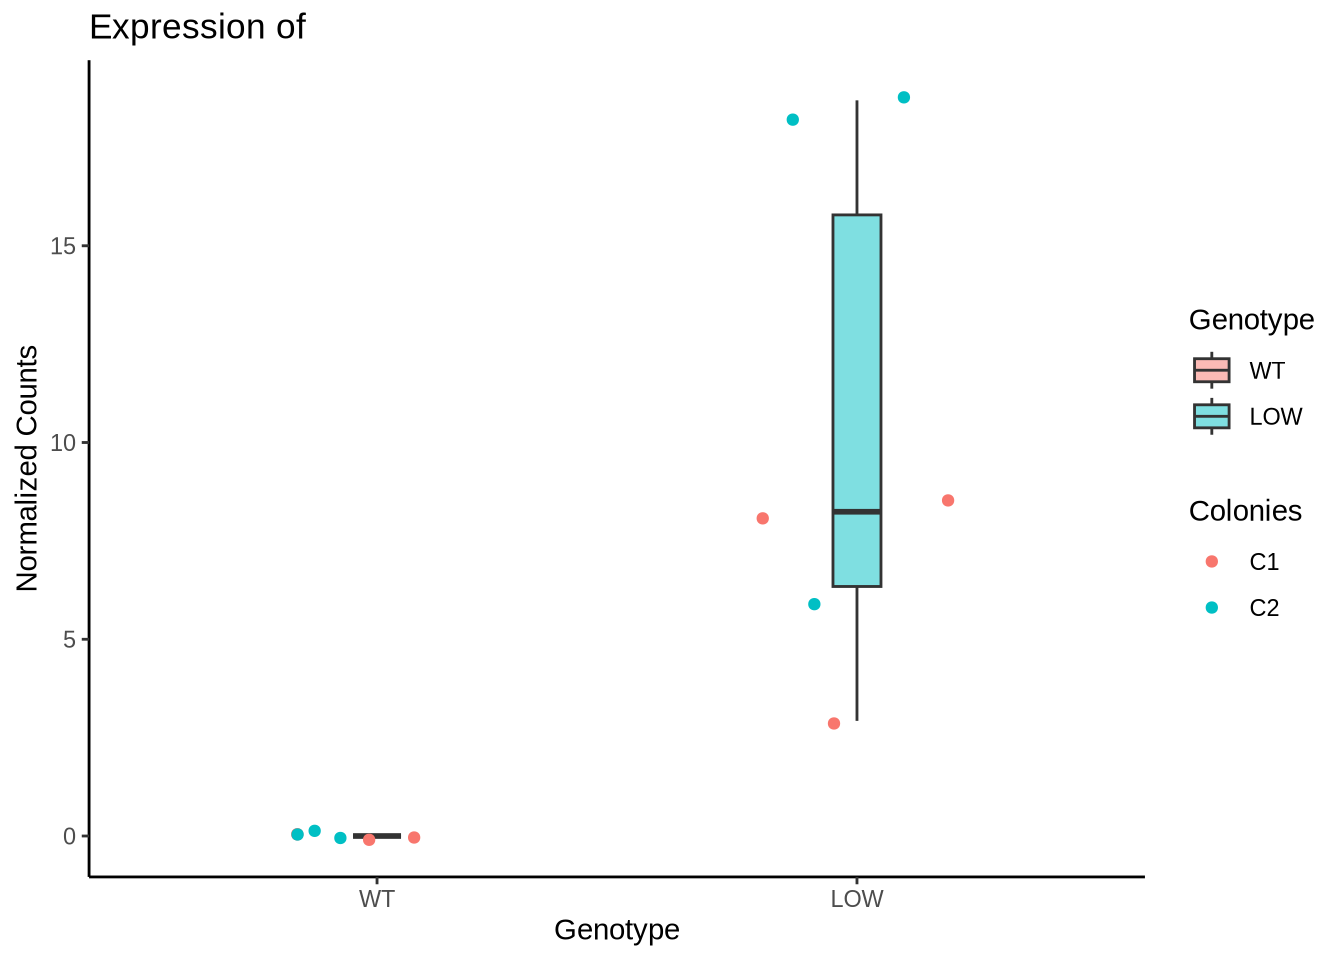 Expression of
Normalized Counts
15
10
5
0
WT
LOW
Genotype
Genotype
WT
LOW
Colonies
C1
C2